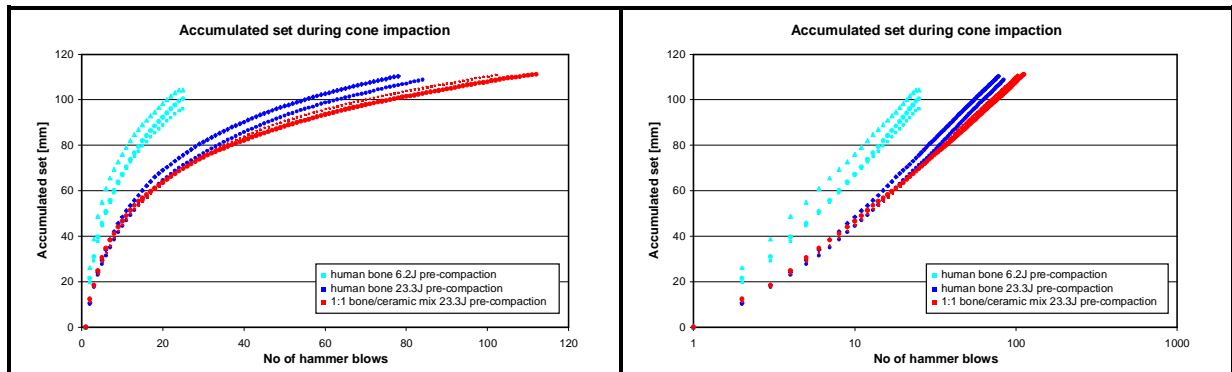 Accumulated set during cone impaction
Accumulated set [mm]
120
100
80
60
40
20
0
human bone 6.2J pre-compaction
human bone 23.3J pre-compaction
1:1 bone/ceramic mix 23.3J pre-compaction
0 20 40 60 80 100 120
No of hammer blows
Accumulated set during cone impaction
Accumulated set [mm]
120
100
80
60
40
20
0
human bone 6.2J pre-compaction
human bone 23.3J pre-compaction
1:1 bone/ceramic mix 23.3J pre-compaction
1 10 100 1000
No of hammer blows